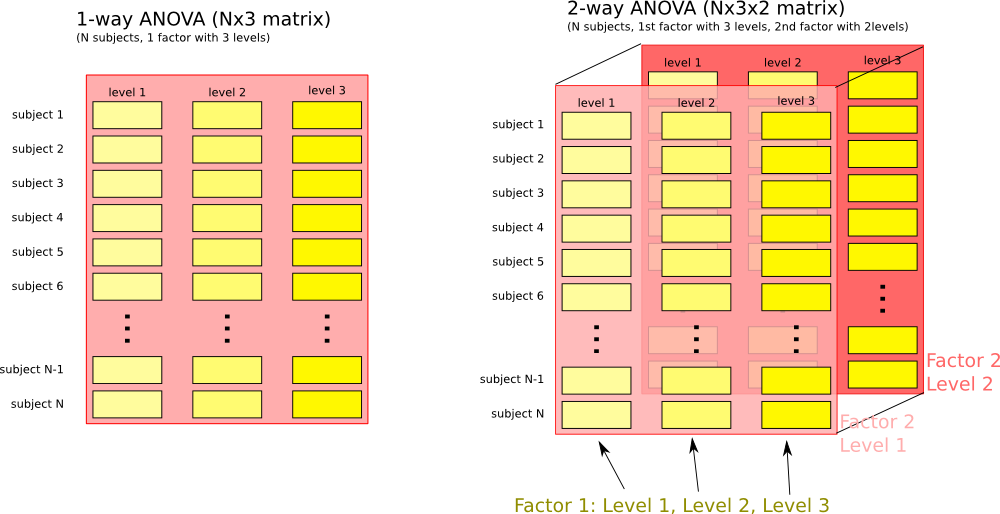 1-way ANOVA (Nx3 matrix)
(N subjects, 1 factor with 3 levels)
level 1 level 2 level 3
subject 1
subject 2
subject 3
subject 4
subject 5
subject 6
subject N-1
subject N
2-way ANOVA (Nx3x2 matrix)
(N subjects, 1st factor with 3 levels, 2nd factor with 2levels)
level 1 level 2 level 3
level 1 level 2 level 3
subject 1
subject 2
subject 3
subject 4
subject 5
subject 6
subject N-1
subject N
Factor 2
Level 2
Factor 2
Level 1
Factor 1: Level 1, Level 2, Level 3